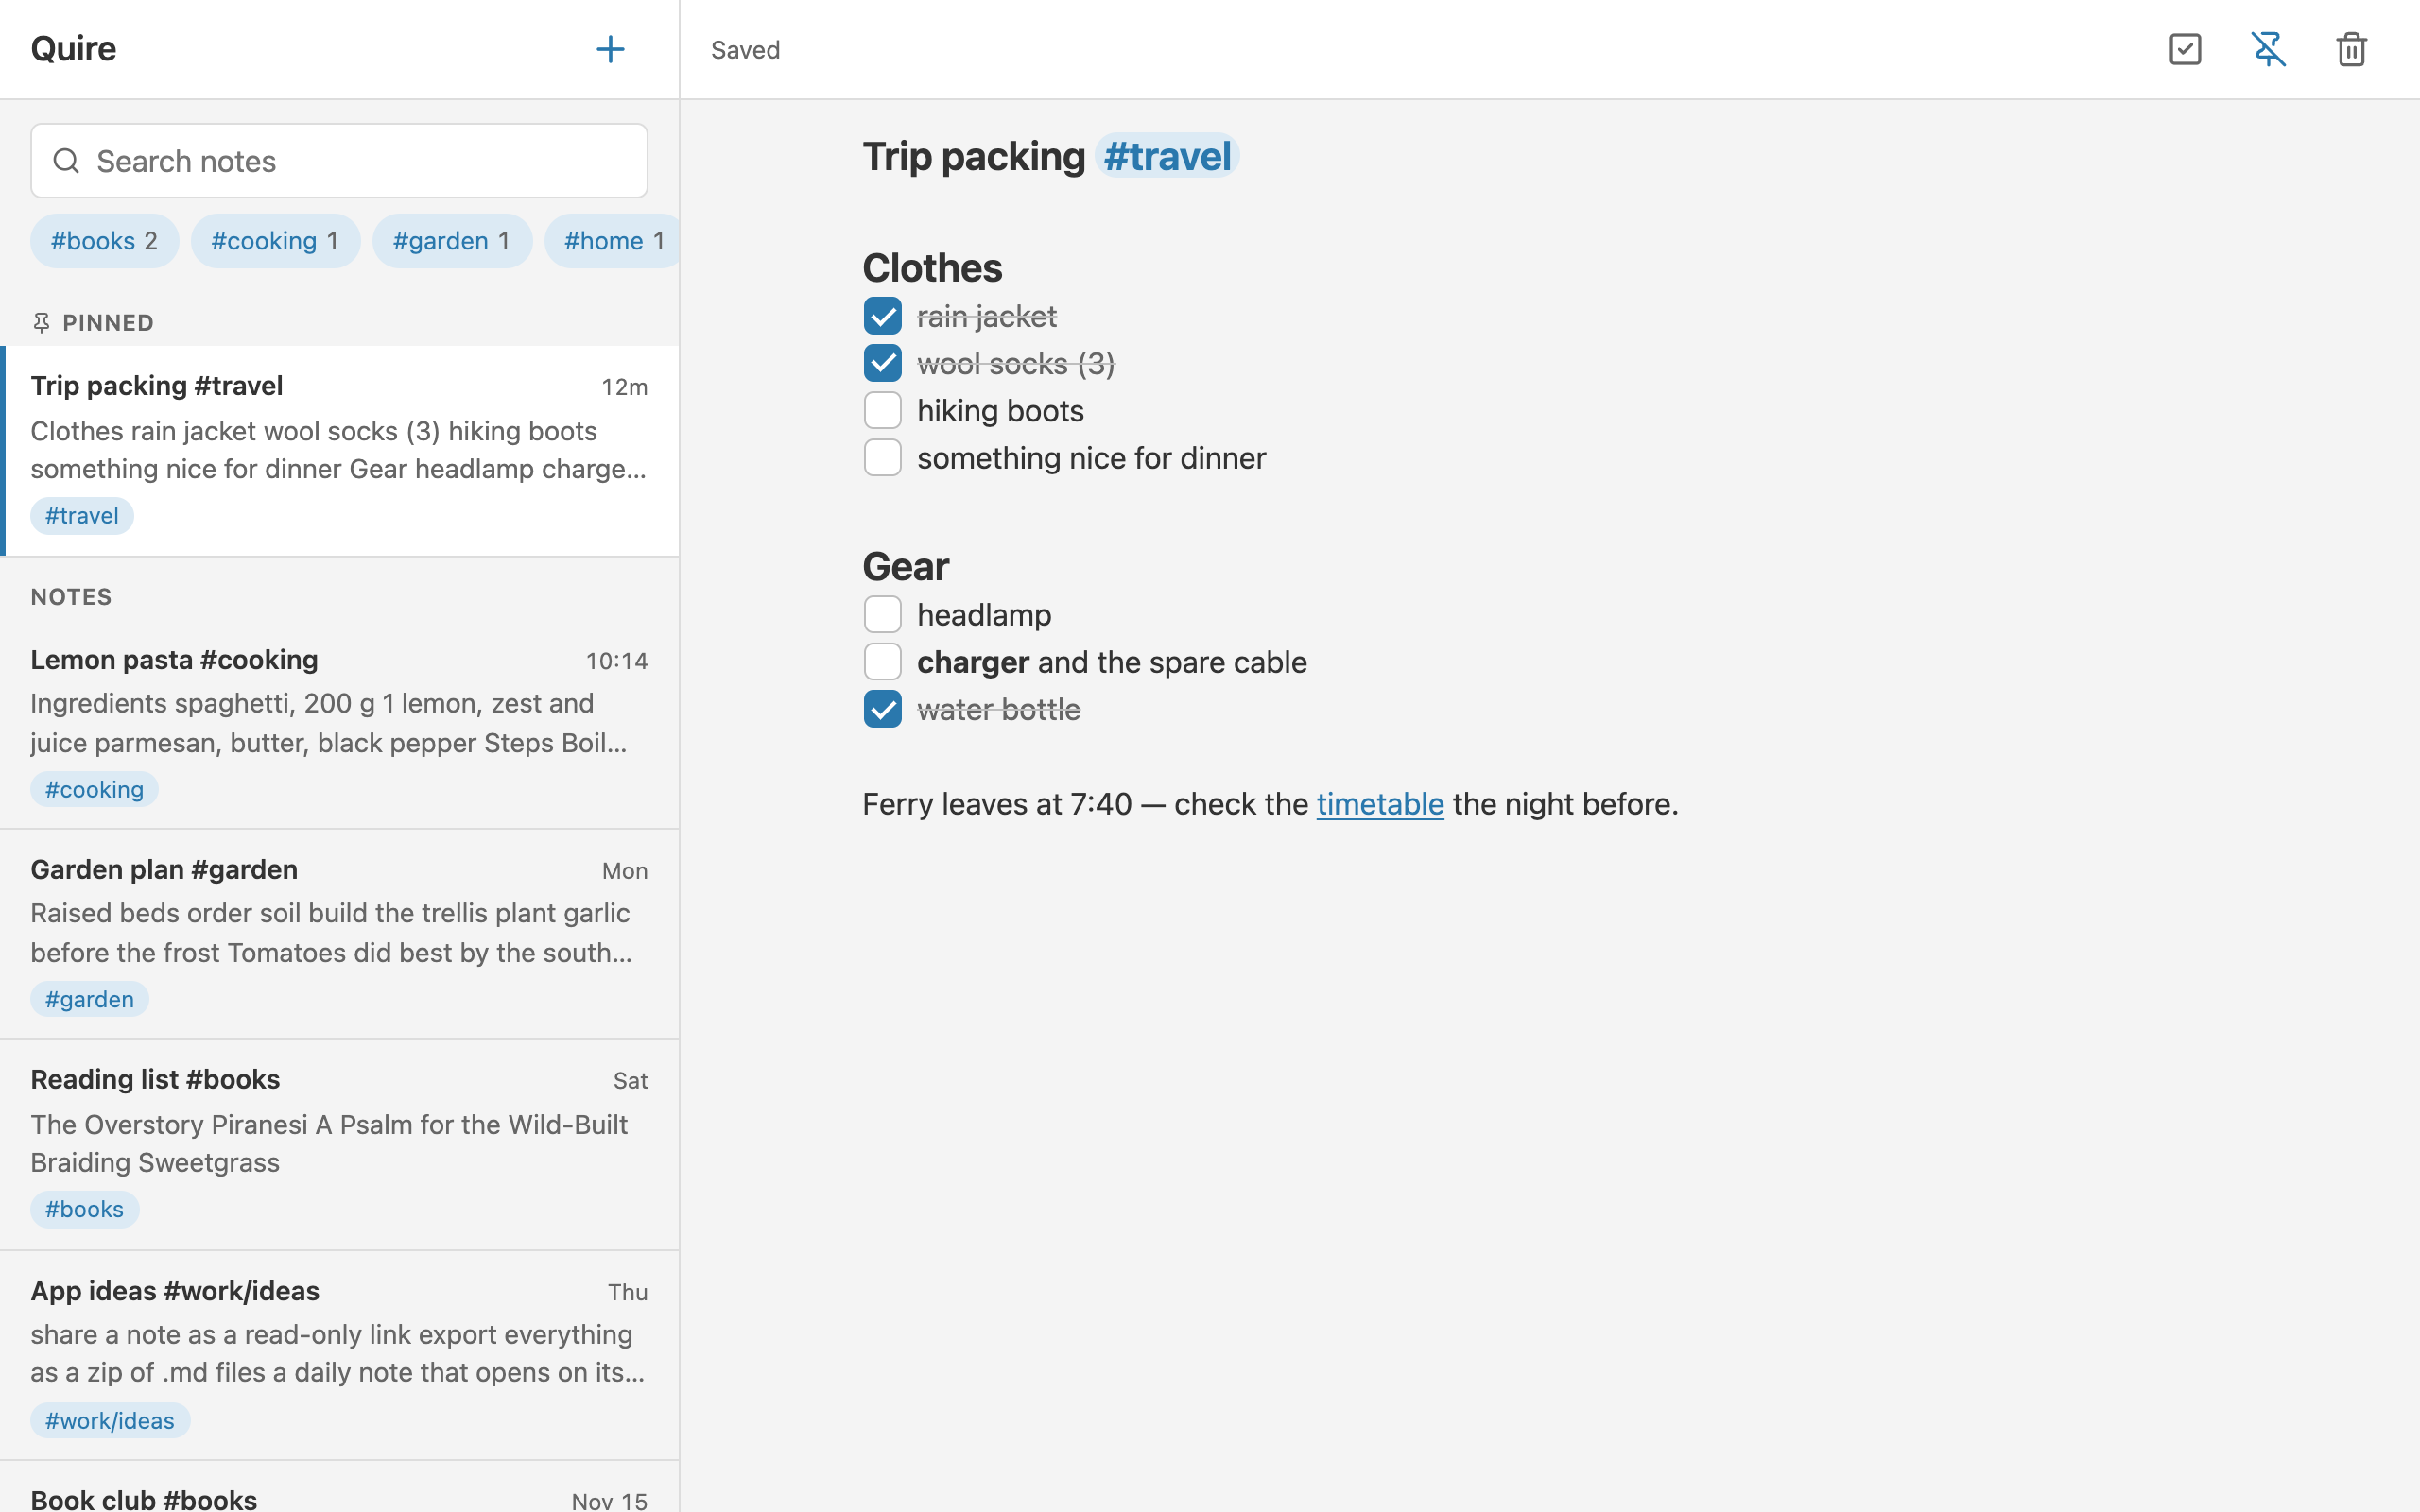 Quire
Saved
Search notes
#books 2 #cooking 1 #garden 1 #home 1
PINNED
Trip packing #travel 12m
Clothes rain jacket wool socks (3) hiking boots
something nice for dinner Gear headlamp charge...
#travel
NOTES
Lemon pasta #cooking 10:14
Ingredients spaghetti, 200 g 1 lemon, zest and
juice parmesan, butter, black pepper Steps Boil...
#cooking
Garden plan #garden Mon
Raised beds order soil build the trellis plant garlic
before the frost Tomatoes did best by the south...
#garden
Reading list #books Sat
The Overstory Piranesi A Psalm for the Wild-Built
Braiding Sweetgrass
#books
App ideas #work/ideas Thu
share a note as a read-only link export everything
as a zip of .md files a daily note that opens on its...
#work/ideas
Book club #books Nov 15
Trip packing #travel
Clothes
rain jacket
wool socks (3)
hiking boots
something nice for dinner
Gear
headlamp
charger and the spare cable
water bottle
Ferry leaves at 7:40 — check the timetable the night before.